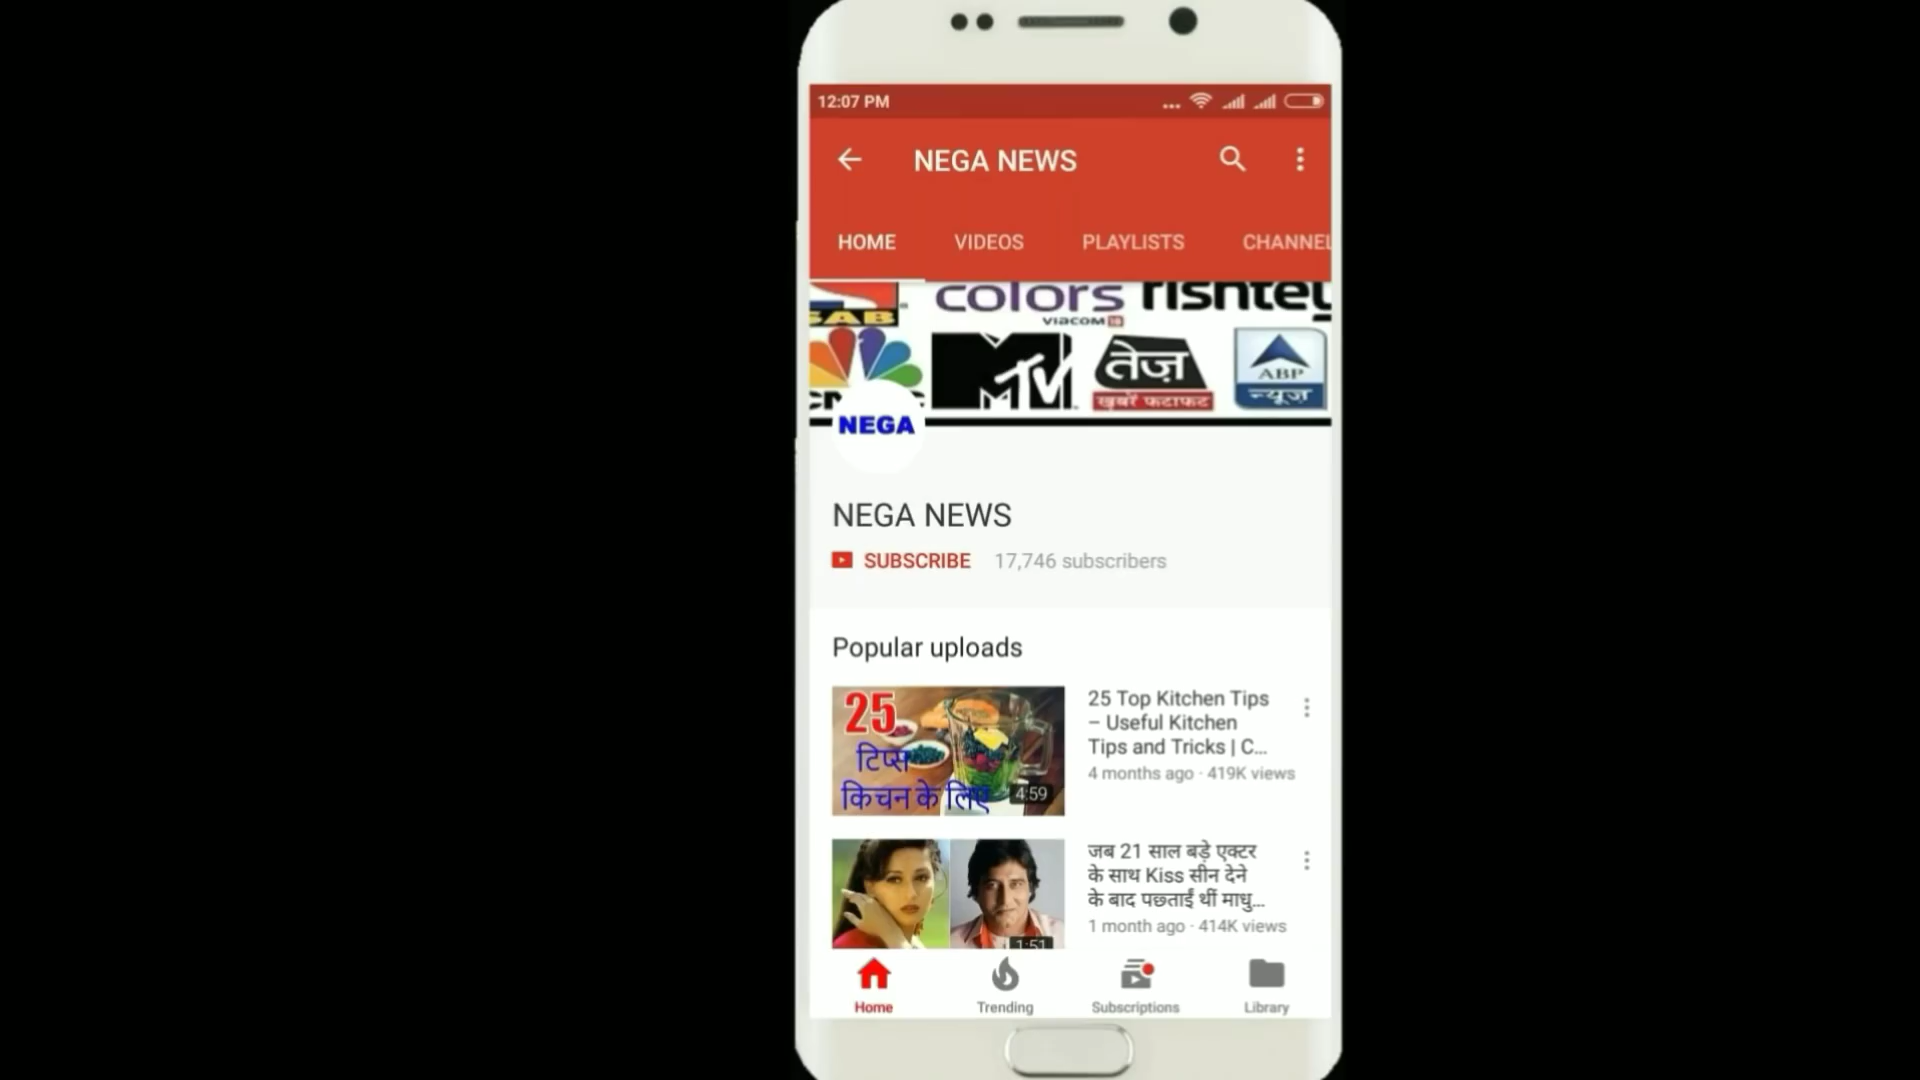 12:07 PM
NEGA NEWS
HOME VIDEOS PLAYLISTS CHANNEL
SAB colors rishtey
VIACOM 18
MTV तेज़ ABP
ख़बरें फटाफट न्यूज़
NEGA
NEGA NEWS
SUBSCRIBE 17,746 subscribers
Popular uploads
25
टिप्स
किचन के लिए
4:59
25 Top Kitchen Tips
– Useful Kitchen
Tips and Tricks | C...
4 months ago · 419K views
1:51
जब 21 साल बड़े एक्टर
के साथ Kiss सीन देने
के बाद पछताईं थीं माधु...
1 month ago · 414K views
Home Trending Subscriptions Library